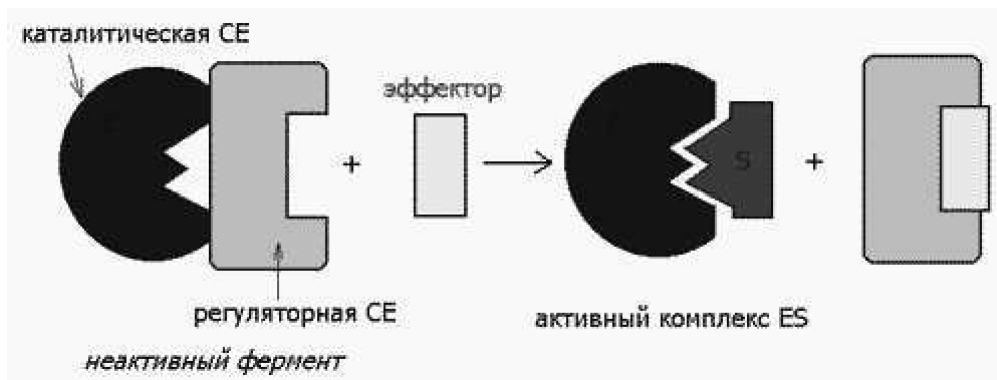 каталитическая СЕ
эффектор
+
+
S
регуляторная СЕ
активный комплекс ES
неактивный фермент